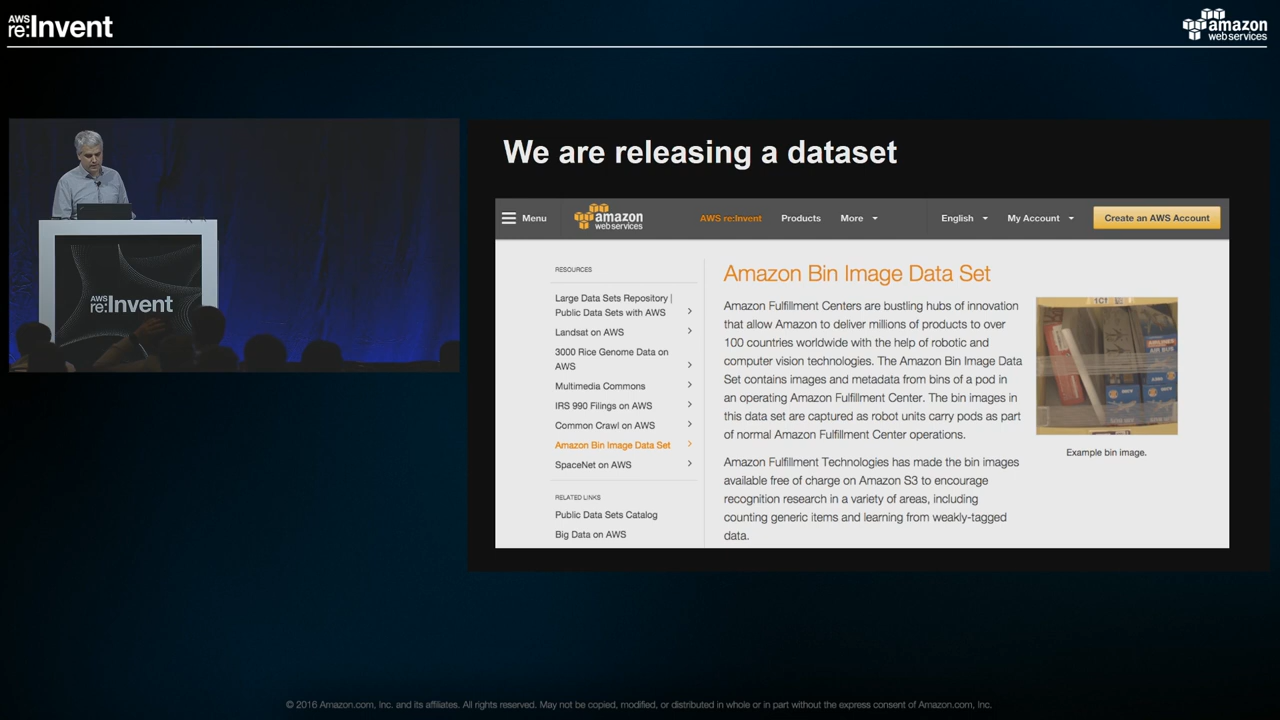 AWS
re:Invent
amazon
web services
We are releasing a dataset
Menu
amazon
web services
AWS re:Invent
Products
More
English
My Account
Create an AWS Account
RESOURCES
Large Data Sets Repository |
Public Data Sets with AWS
Landsat on AWS
3000 Rice Genome Data on
AWS
Multimedia Commons
IRS 990 Filings on AWS
Common Crawl on AWS
Amazon Bin Image Data Set
SpaceNet on AWS
RELATED LINKS
Public Data Sets Catalog
Big Data on AWS
Amazon Bin Image Data Set
Amazon Fulfillment Centers are bustling hubs of innovation
that allow Amazon to deliver millions of products to over
100 countries worldwide with the help of robotic and
computer vision technologies. The Amazon Bin Image Data
Set contains images and metadata from bins of a pod in
an operating Amazon Fulfillment Center. The bin images in
this data set are captured as robot units carry pods as part
of normal Amazon Fulfillment Center operations.
Amazon Fulfillment Technologies has made the bin images
available free of charge on Amazon S3 to encourage
recognition research in a variety of areas, including
counting generic items and learning from weakly-tagged
data.
Example bin image.
AWS
re:Invent
© 2016 Amazon.com, Inc. and its affiliates. All rights reserved. May not be copied, modified, or distributed in whole or in part without the express consent of Amazon.com, Inc.